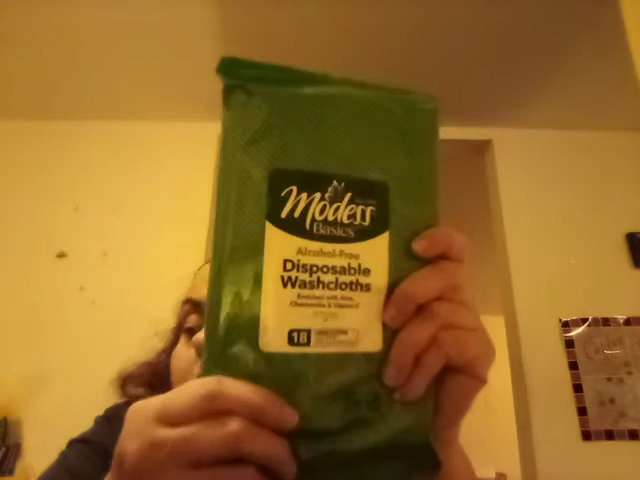 Modess
Basics
Alcohol-Free
Disposable
Washcloths
Enriched with Aloe,
Chamomile & Vitamin E
18